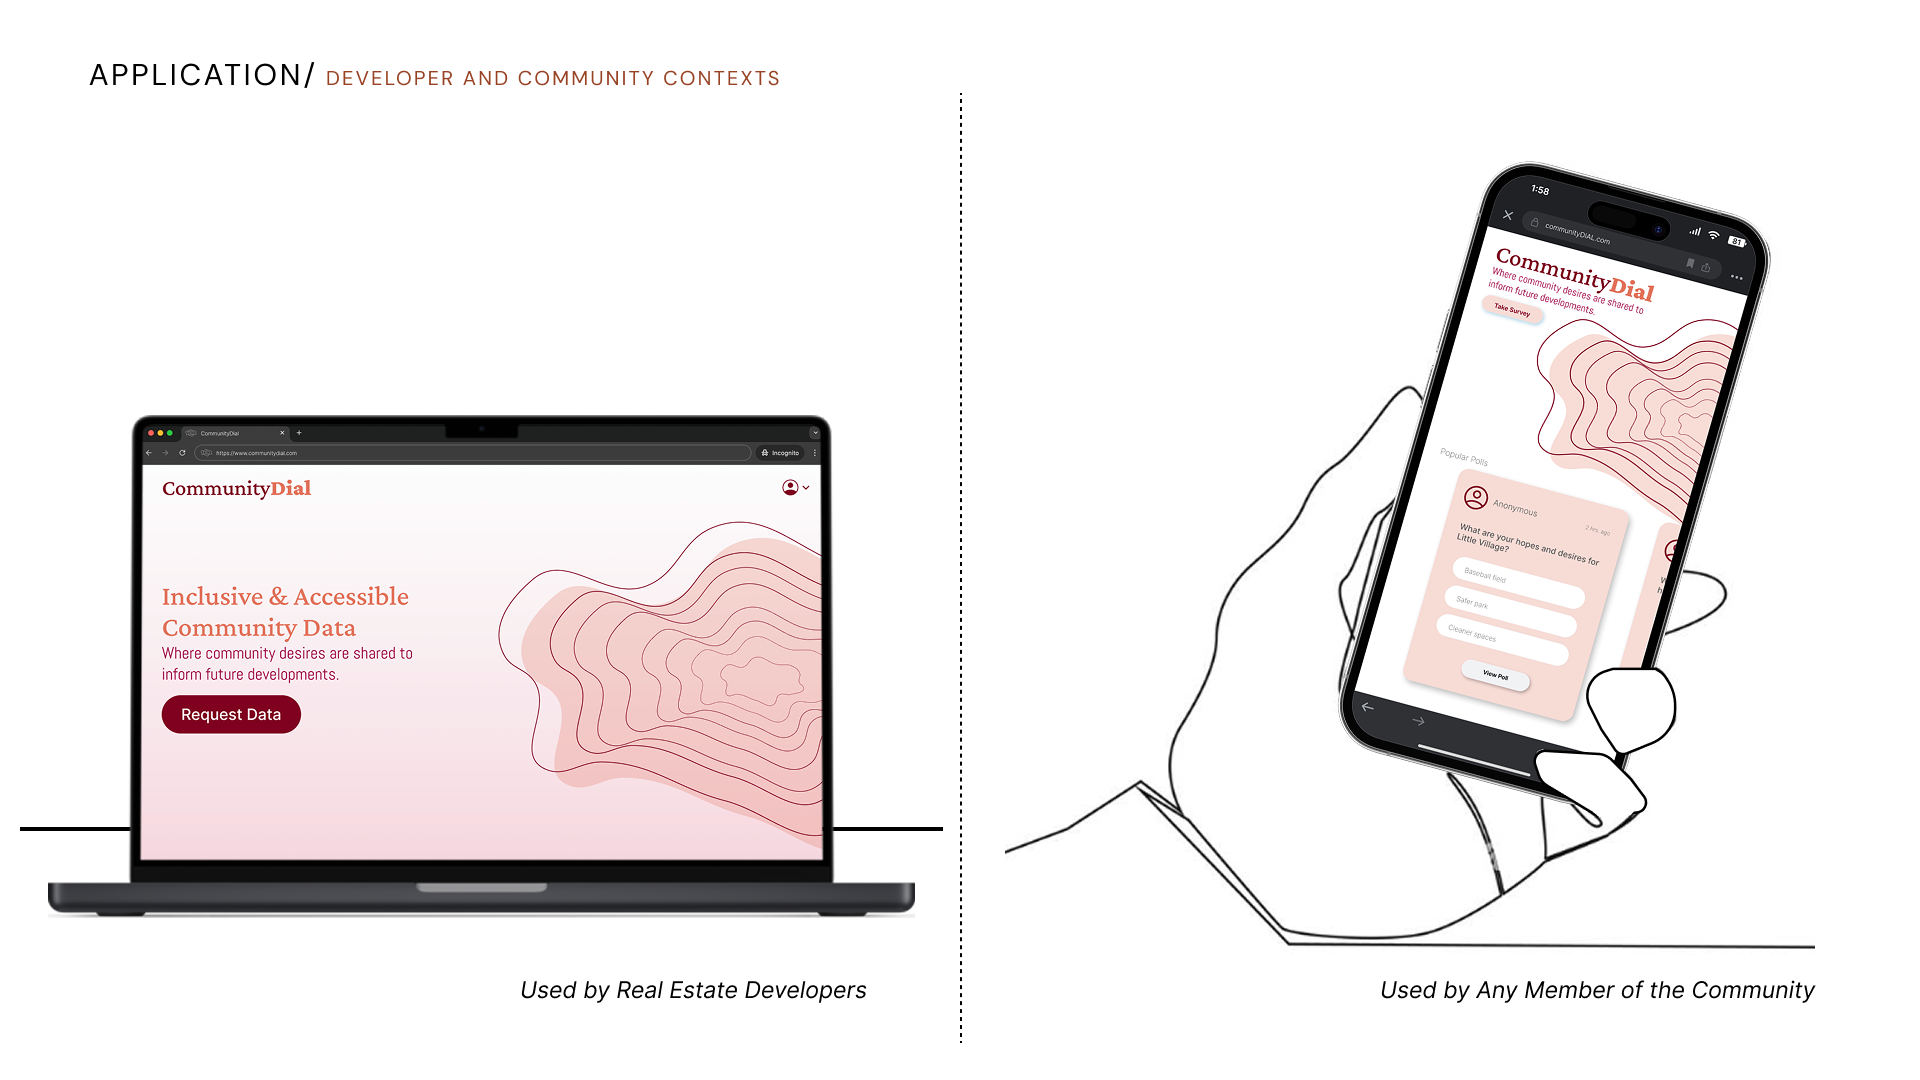 APPLICATION/ DEVELOPER AND COMMUNITY CONTEXTS
CommunityDial
https://www.communitydial.com
Incognito
CommunityDial
Inclusive & Accessible
Community Data
Where community desires are shared to
inform future developments.
Request Data
Used by Real Estate Developers
1:58
81
communityDIAL.com
CommunityDial
Where community desires are shared to
inform future developments.
Take Survey
Popular Polls
Anonymous
2 hrs. ago
What are your hopes and desires for
Little Village?
Baseball field
Safer park
Cleaner spaces
View Poll
Used by Any Member of the Community